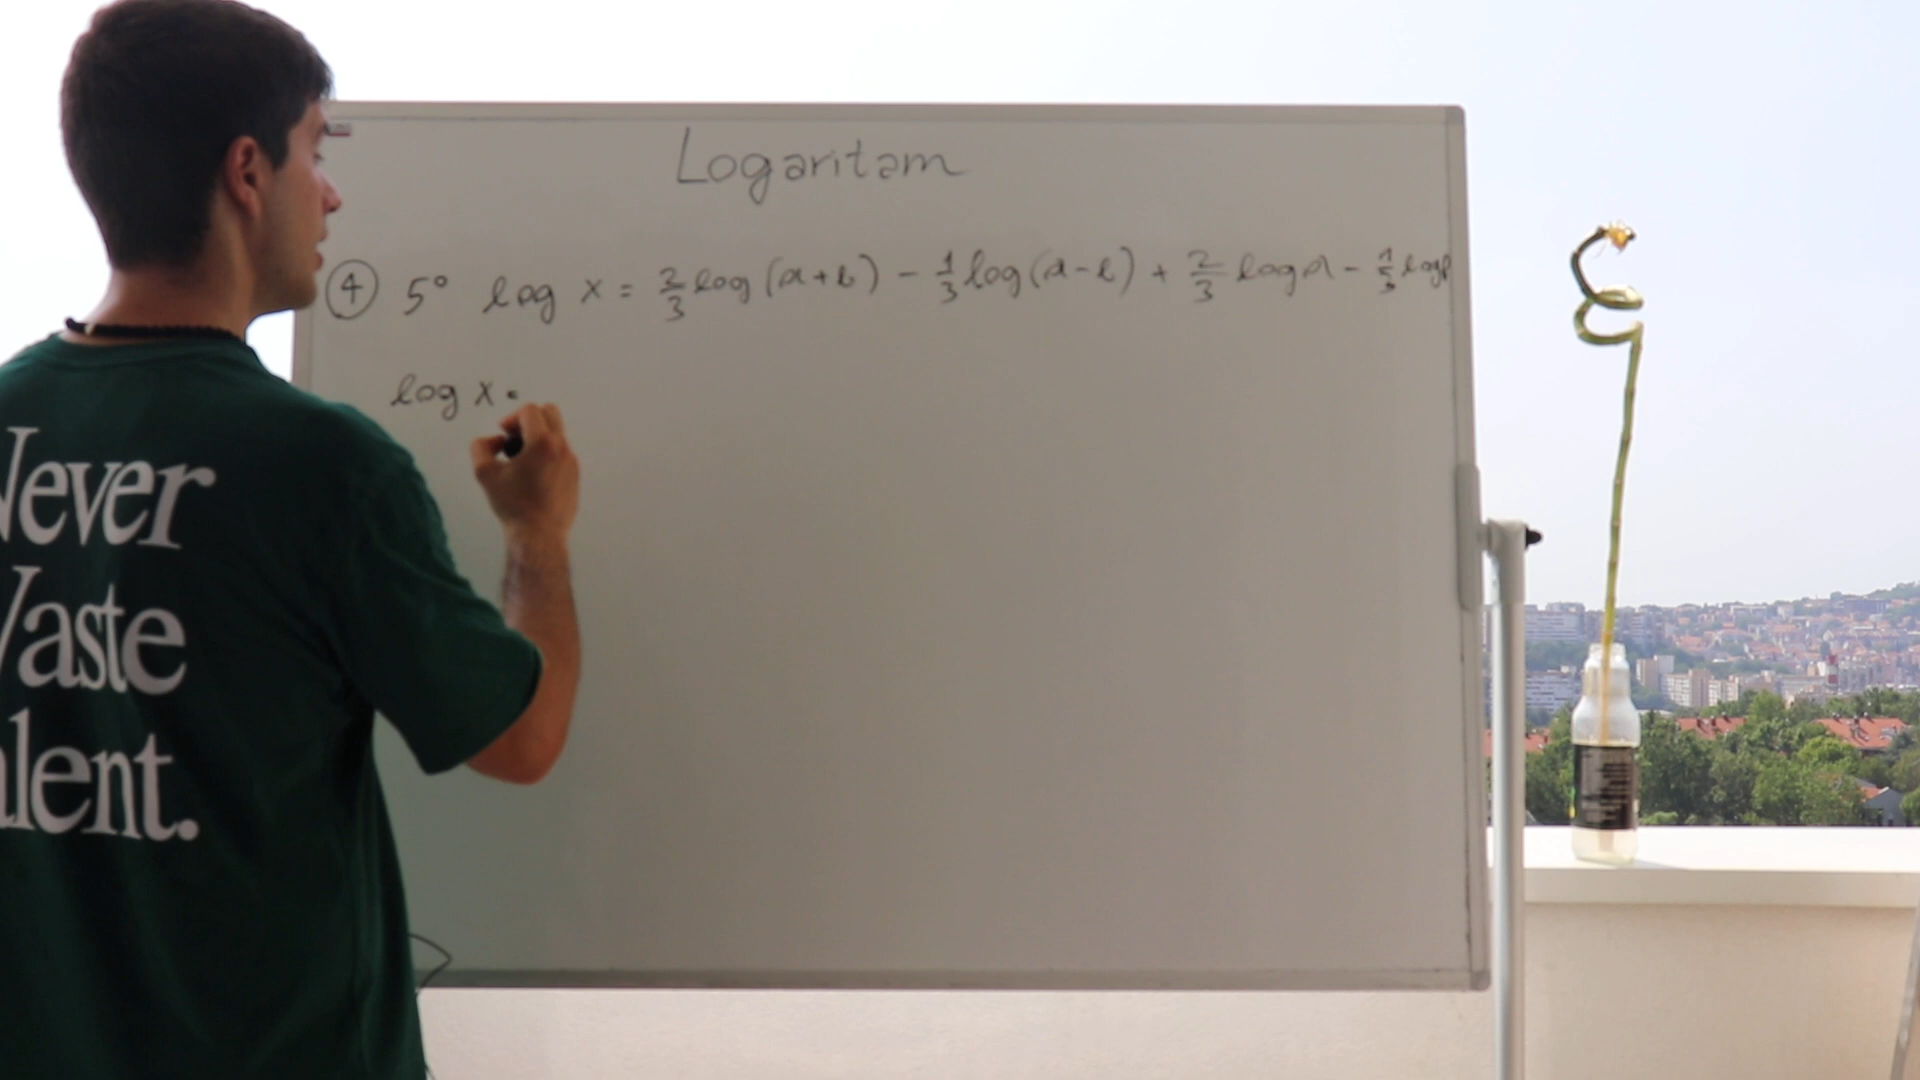 Logaritam
④ 5° log x = 2/3 log (a+b) - 1/3 log (a-b) + 2/3 log a - 1/3 log
log x =
Never
Waste
alent.